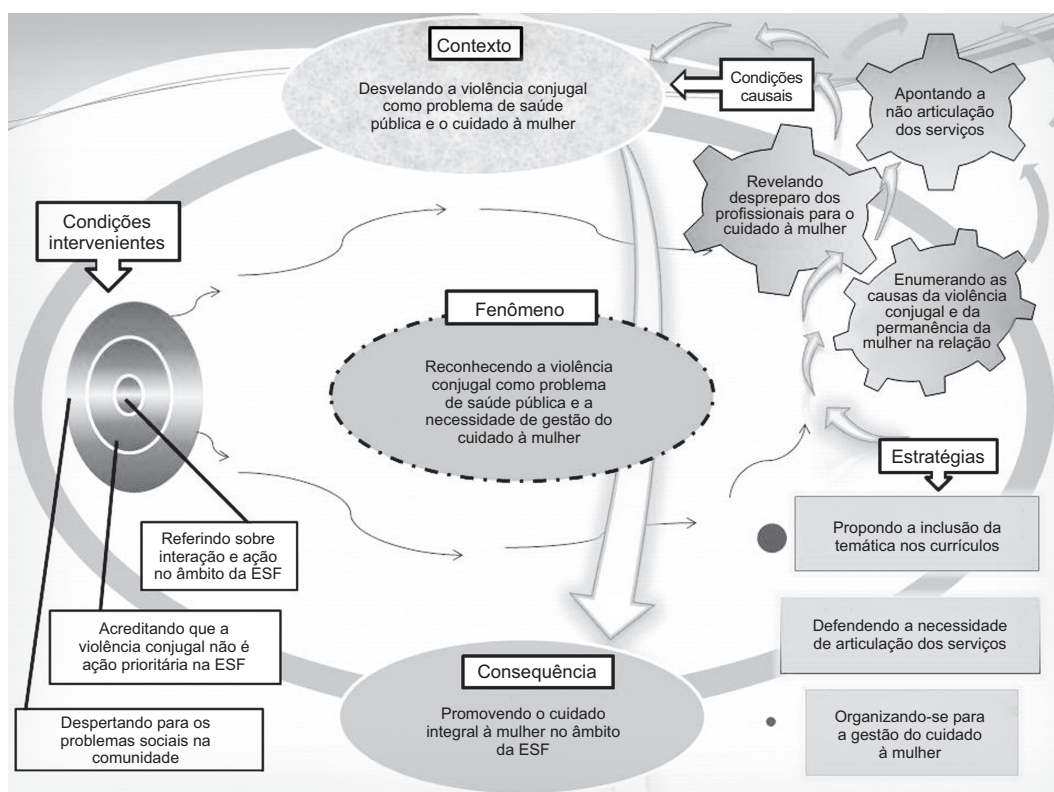 Contexto
Desvelando a violência conjugal
como problema de saúde
pública e o cuidado à mulher
Condições
causais
Apontando a
não articulação
dos serviços
Revelando
despreparo dos
profissionais para o
cuidado à mulher
Enumerando as
causas da violência
conjugal e da
permanência da
mulher na relação
Condições
intervenientes
Fenômeno
Reconhecendo a violência
conjugal como problema
de saúde pública e a
necessidade de gestão do
cuidado à mulher
Referindo sobre
interação e ação
no âmbito da ESF
Acreditando que a
violência conjugal não é
ação prioritária na ESF
Despertando para os
problemas sociais na
comunidade
Estratégias
Propondo a inclusão da
temática nos currículos
Defendendo a necessidade
de articulação dos serviços
Organizando-se para
a gestão do cuidado
à mulher
Consequência
Promovendo o cuidado
integral à mulher no âmbito
da ESF